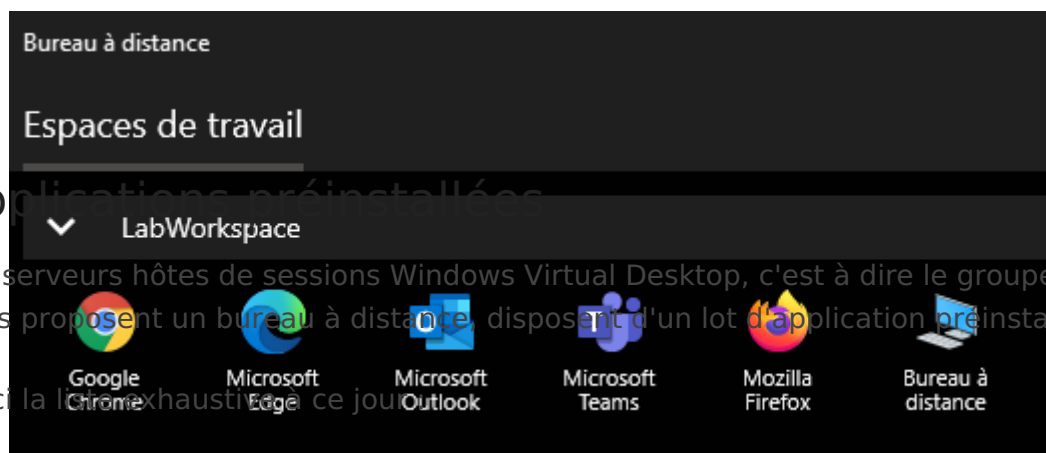 Bureau à distance
Espaces de travail
plications préinstallées
LabWorkspace
serveurs hôtes de sessions Windows Virtual Desktop, c'est à dire le groupe
s proposent un bureau à distance, disposent d'un lot d'application préinsta
Google Chrome
Microsoft Edge
Microsoft Outlook
Microsoft Teams
Mozilla Firefox
Bureau à distance
ci la liste exhaustive à ce jour